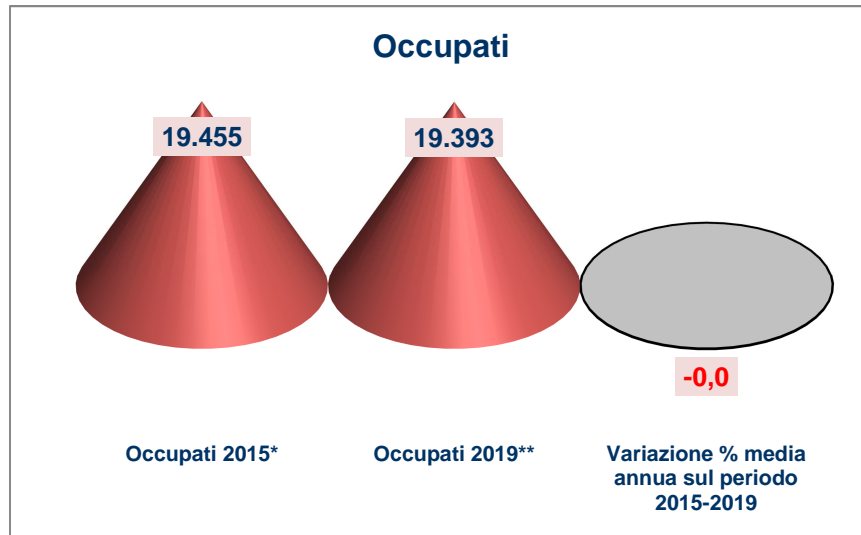 Occupati
19.455
19.393
-0,0
Occupati 2015*
Occupati 2019**
Variazione % media
annua sul periodo
2015-2019